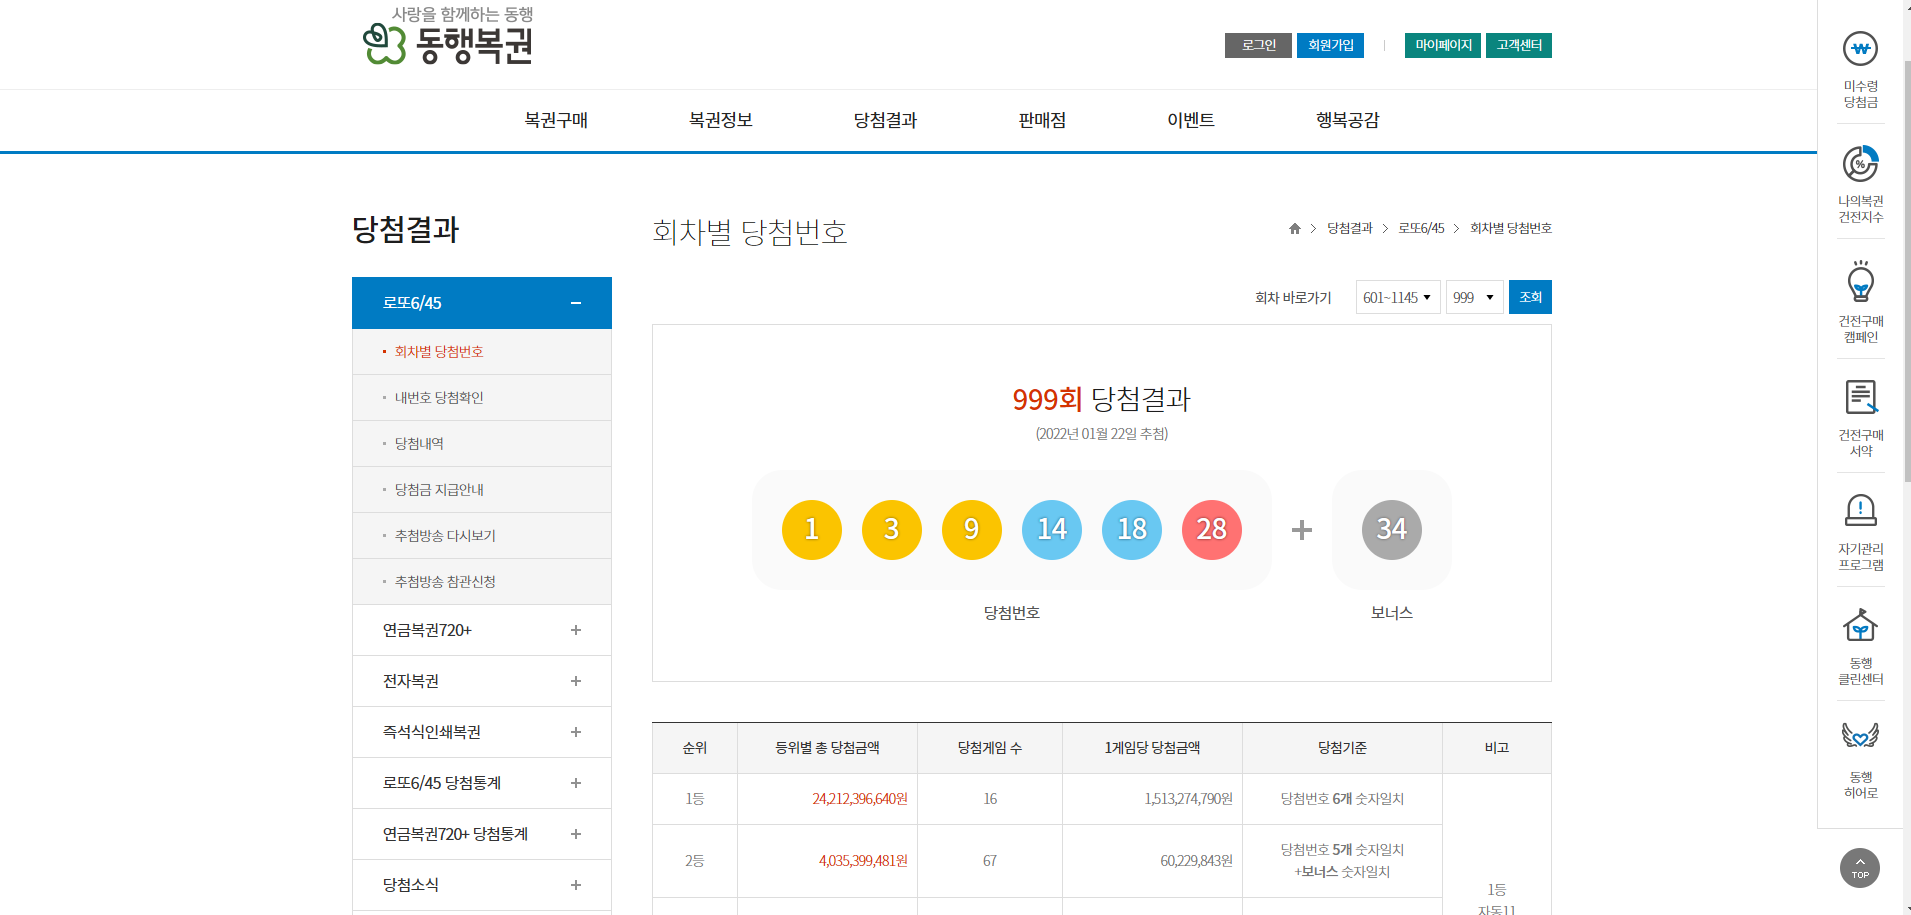 사랑을 함께하는 동행
동행복권
로그인
회원가입
마이페이지
고객센터
복권구매
복권정보
당첨결과
판매점
이벤트
행복공감
당첨결과
로또6/45
회차별 당첨번호
내번호 당첨확인
당첨내역
당첨금 지급안내
추첨방송 다시보기
추첨방송 참관신청
연금복권720+
전자복권
즉석식인쇄복권
로또6/45 당첨통계
연금복권720+ 당첨통계
당첨소식
회차별 당첨번호
당첨결과 > 로또6/45 > 회차별 당첨번호
회차 바로가기
601~1145
999
조회
999회 당첨결과
(2022년 01월 22일 추첨)
1 3 9 14 18 28 + 34
당첨번호
보너스
순위 등위별 총 당첨금액 당첨게임 수 1게임당 당첨금액 당첨기준 비고
1등 24,212,396,640원 16 1,513,274,790원 당첨번호 6개 숫자일치
2등 4,035,399,481원 67 60,229,843원 당첨번호 5개 숫자일치
+보너스 숫자일치
1등
자동11
미수령
당첨금
%
나의복권
건전지수
건전구매
캠페인
건전구매
서약
자기관리
프로그램
동행
클린센터
동행
히어로
TOP